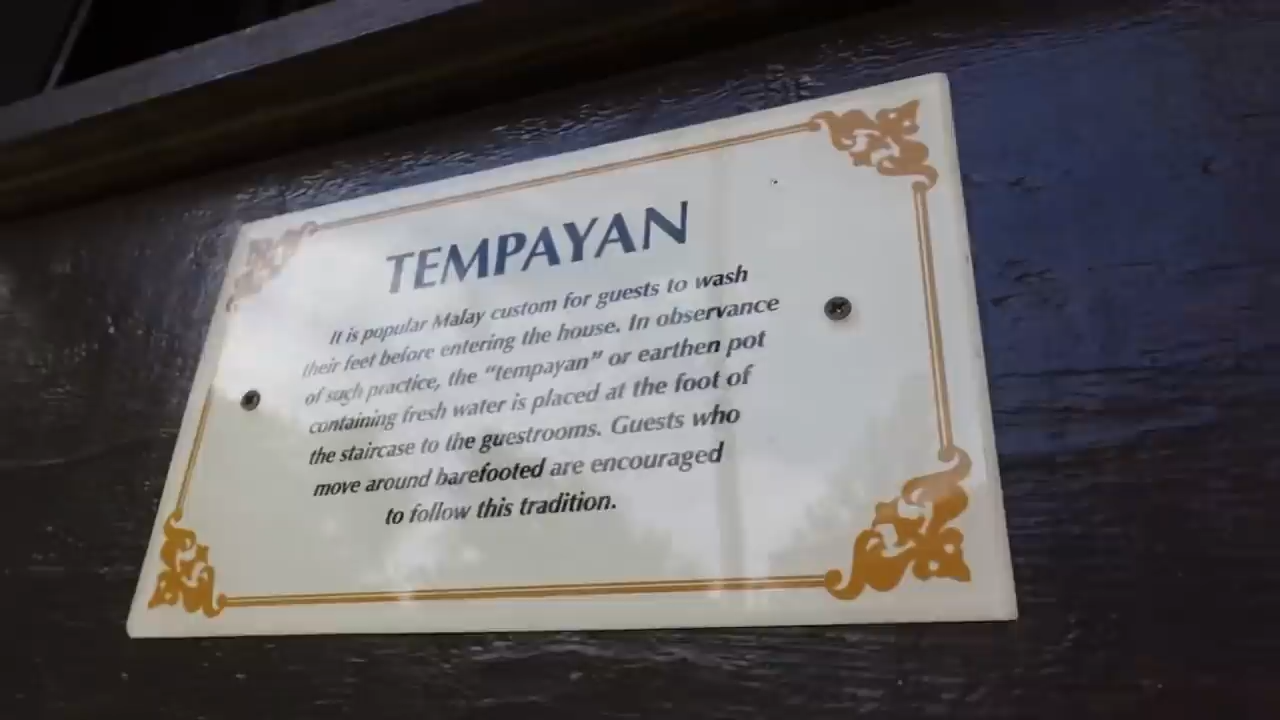 TEMPAYAN
It is popular Malay custom for guests to wash
their feet before entering the house. In observance
of such practice, the “tempayan” or earthen pot
containing fresh water is placed at the foot of
the staircase to the guestrooms. Guests who
move around barefooted are encouraged
to follow this tradition.